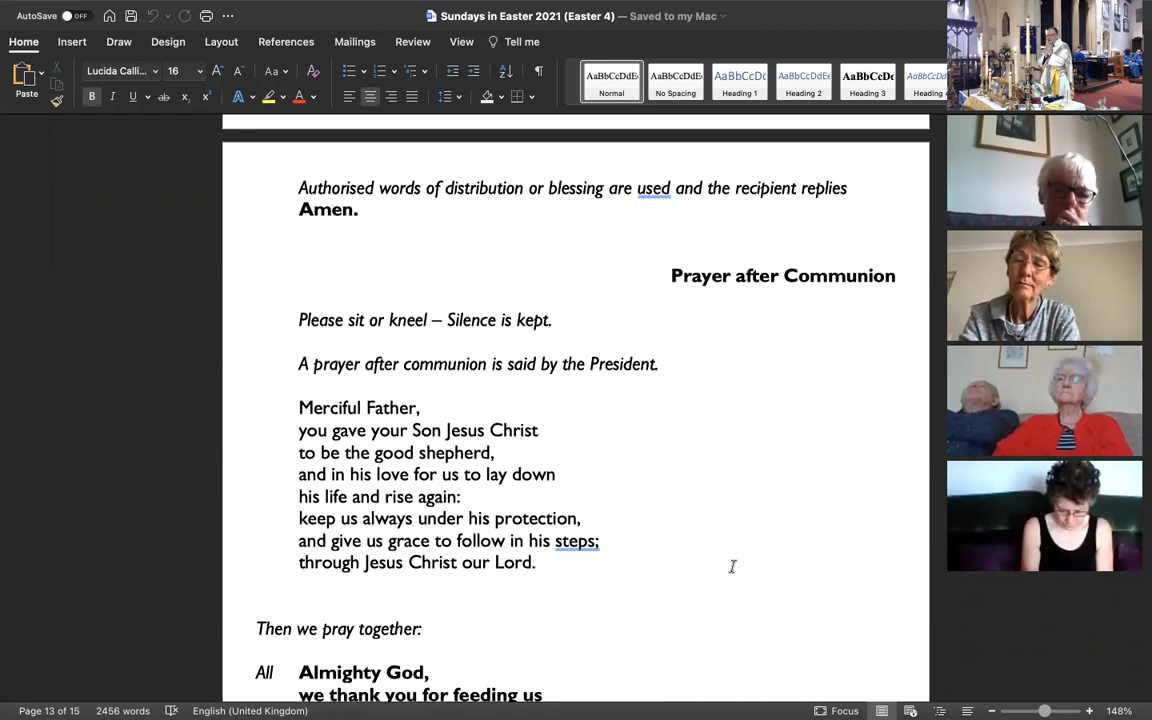 AutoSave OFF
Sundays in Easter 2021 (Easter 4) — Saved to my Mac
Home Insert Draw Design Layout References Mailings Review View Tell me
Paste
Lucida Calli... 16
AaBbCcDdEe AaBbCcDdEe AaBbCcDc AaBbCcDdEe AaBbCcDc AaBbCcDd
Normal No Spacing Heading 1 Heading 2 Heading 3 Heading
Authorised words of distribution or blessing are used and the recipient replies
Amen.
Prayer after Communion
Please sit or kneel – Silence is kept.
A prayer after communion is said by the President.
Merciful Father,
you gave your Son Jesus Christ
to be the good shepherd,
and in his love for us to lay down
his life and rise again:
keep us always under his protection,
and give us grace to follow in his steps;
through Jesus Christ our Lord.
Then we pray together:
All Almighty God,
we thank you for feeding us
Page 13 of 15 2456 words English (United Kingdom) Focus 148%